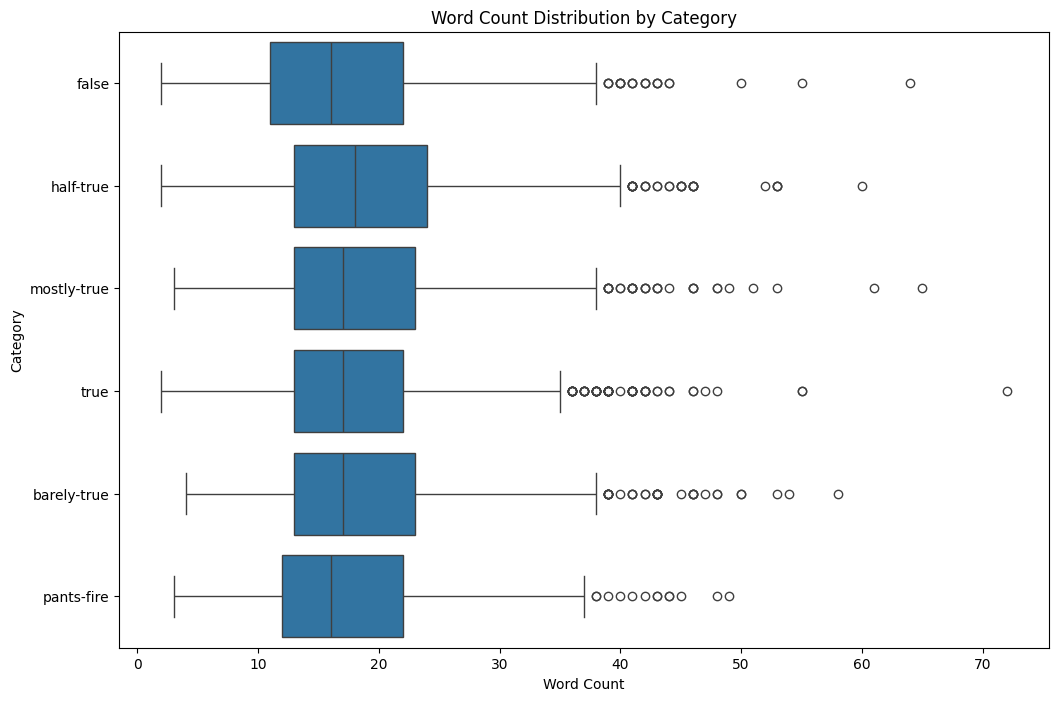 Word Count Distribution by Category
false
half-true
mostly-true
true
barely-true
pants-fire
Category
0 10 20 30 40 50 60 70
Word Count